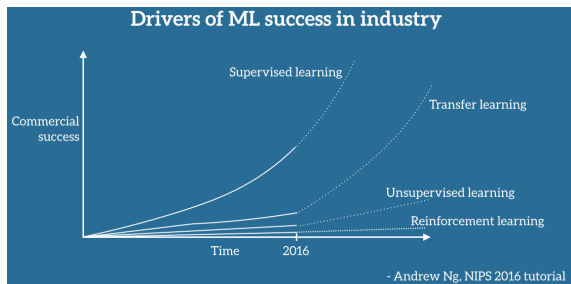 Drivers of ML success in industry
Supervised learning
Transfer learning
Commercial
success
Unsupervised learning
Reinforcement learning
Time
2016
- Andrew Ng, NIPS 2016 tutorial